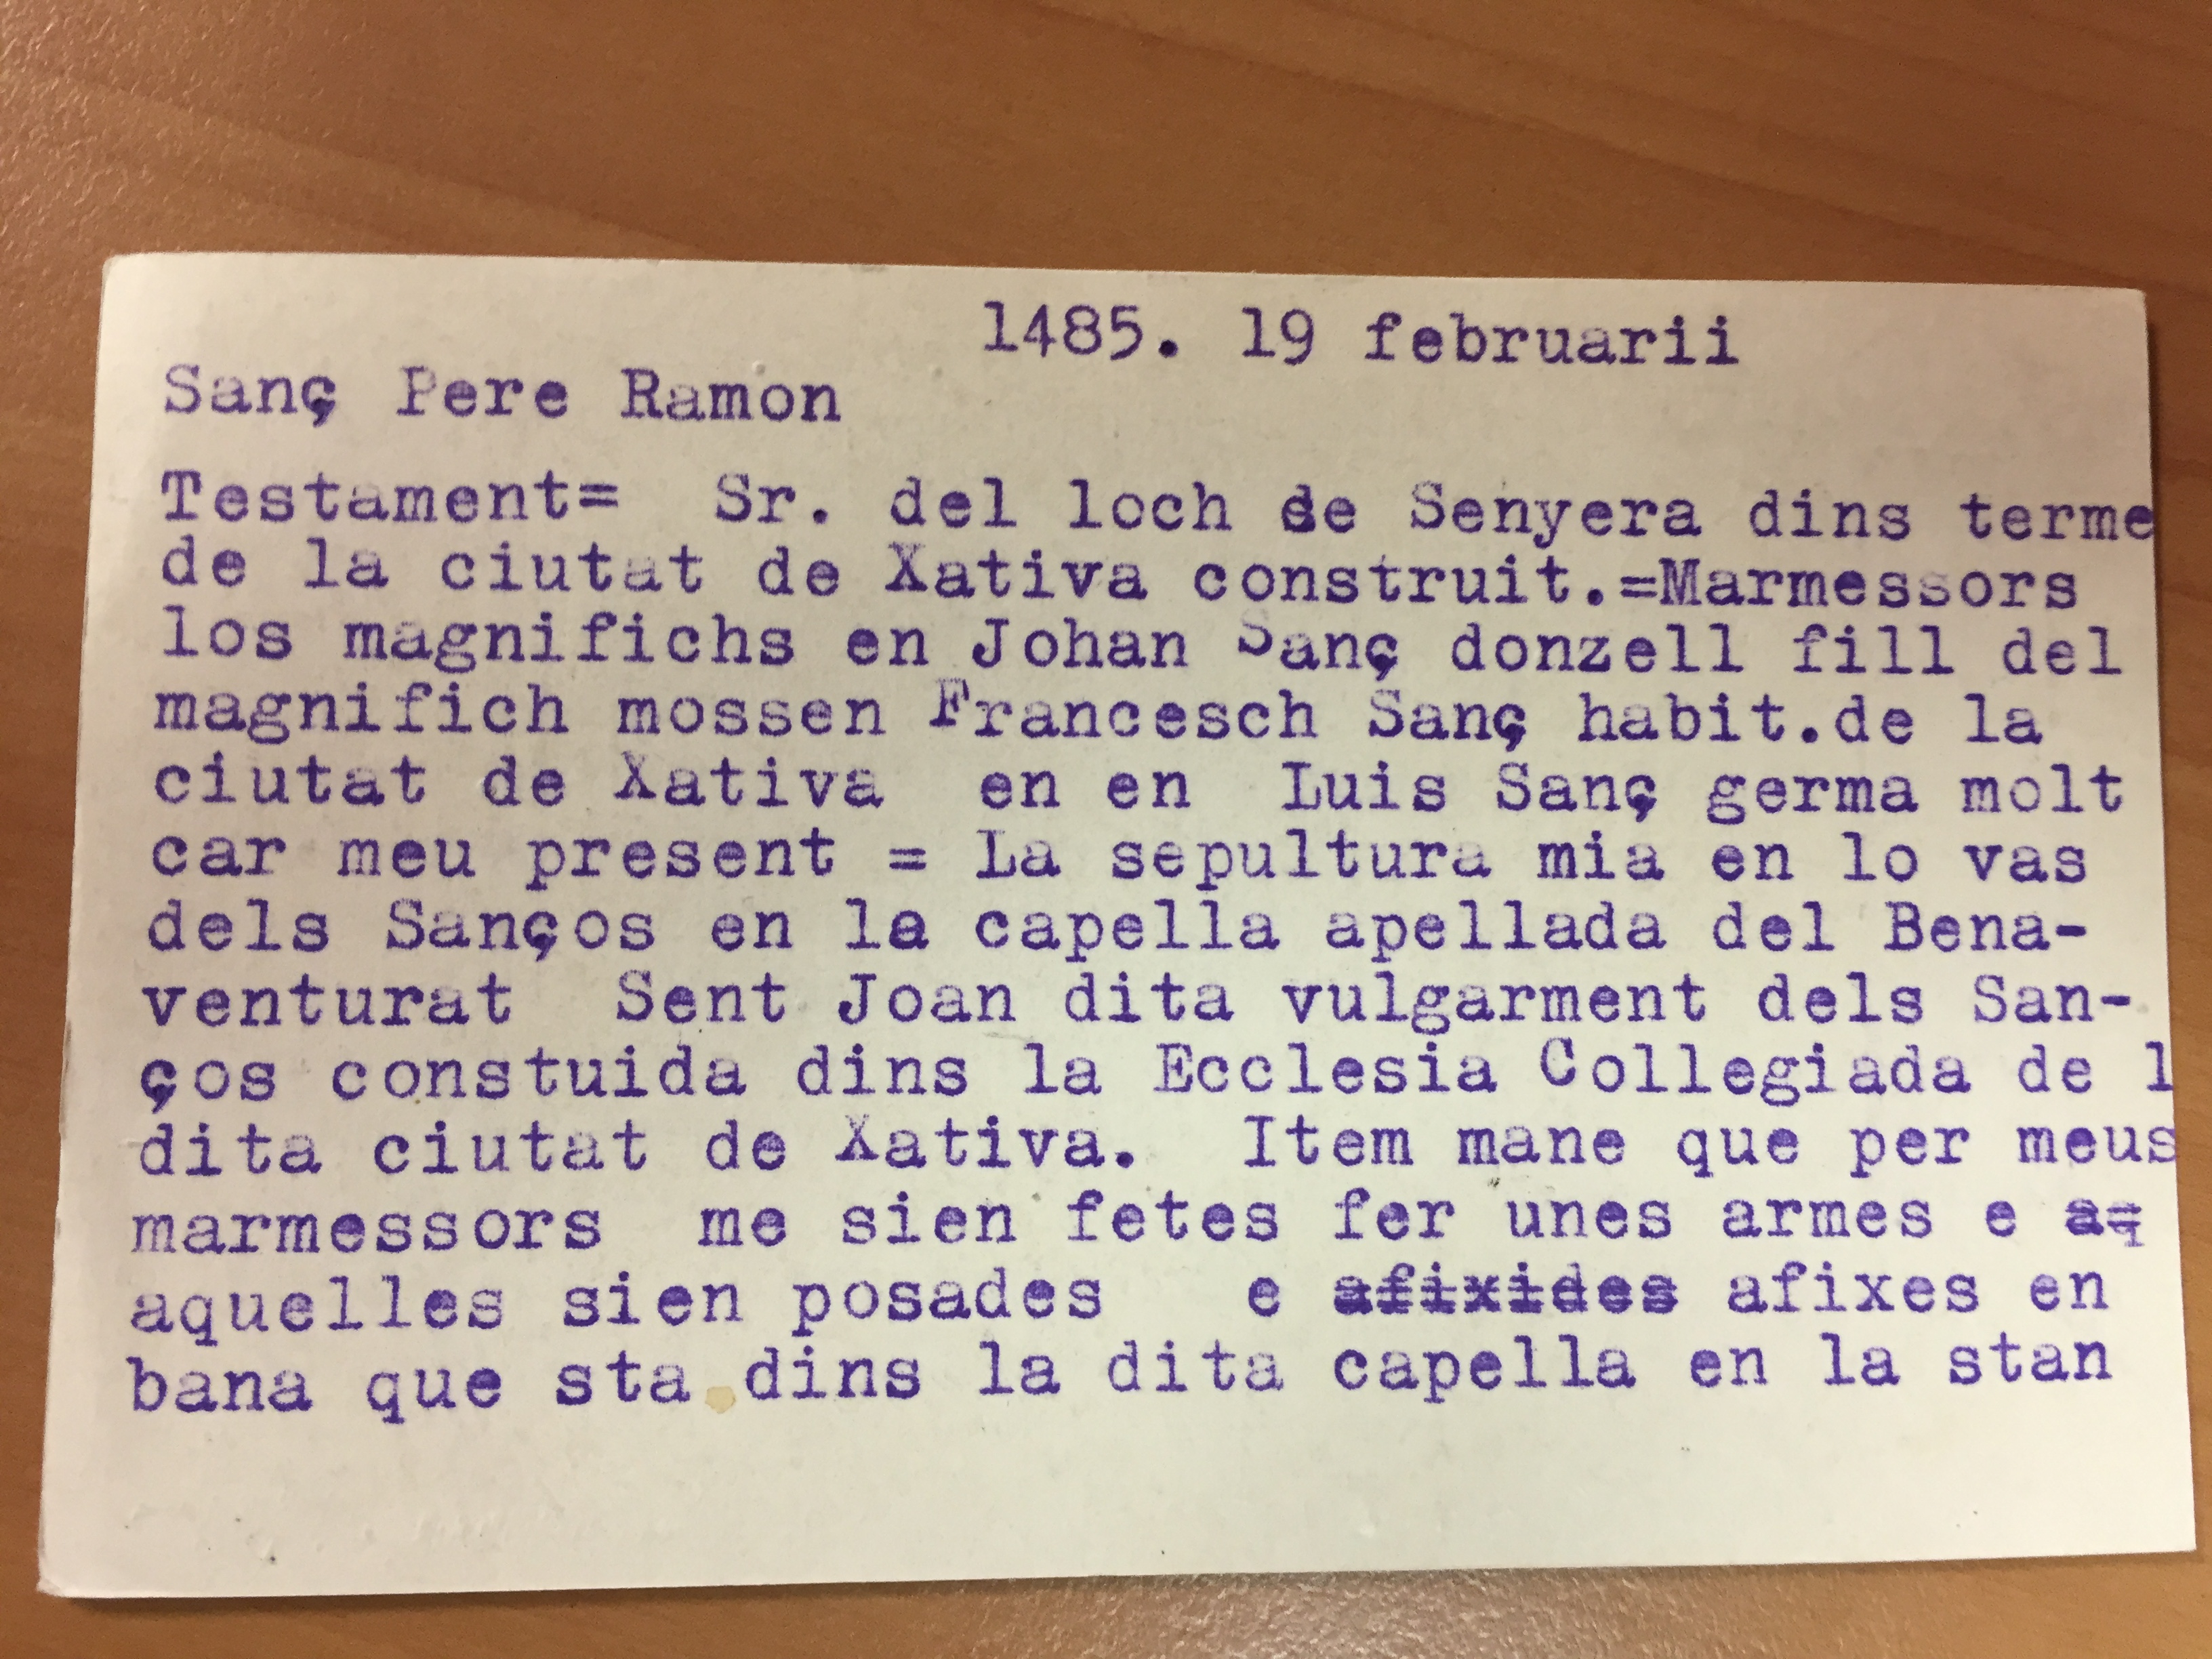 1485. 19 februarii
Sanç Pere Ramon
Testament= Sr. del loch de Senyera dins terme
de la ciutat de Xativa construit.=Marmessors
los magnifichs en Johan Sanç donzell fill del
magnifich mossen Francesch Sanç habit.de la
ciutat de Xativa en en Luis Sanç germa molt
car meu present = La sepultura mia en lo vas
dels Sanços en la capella apellada del Bena-
venturat Sent Joan dita vulgarment dels San-
ços constuida dins la Ecclesia Collegiada de l
dita ciutat de Xativa. Item mane que per meus
marmessors me sien fetes fer unes armes e aq
aquelles sien posades e afixides afixes en
bana que sta dins la dita capella en la stan